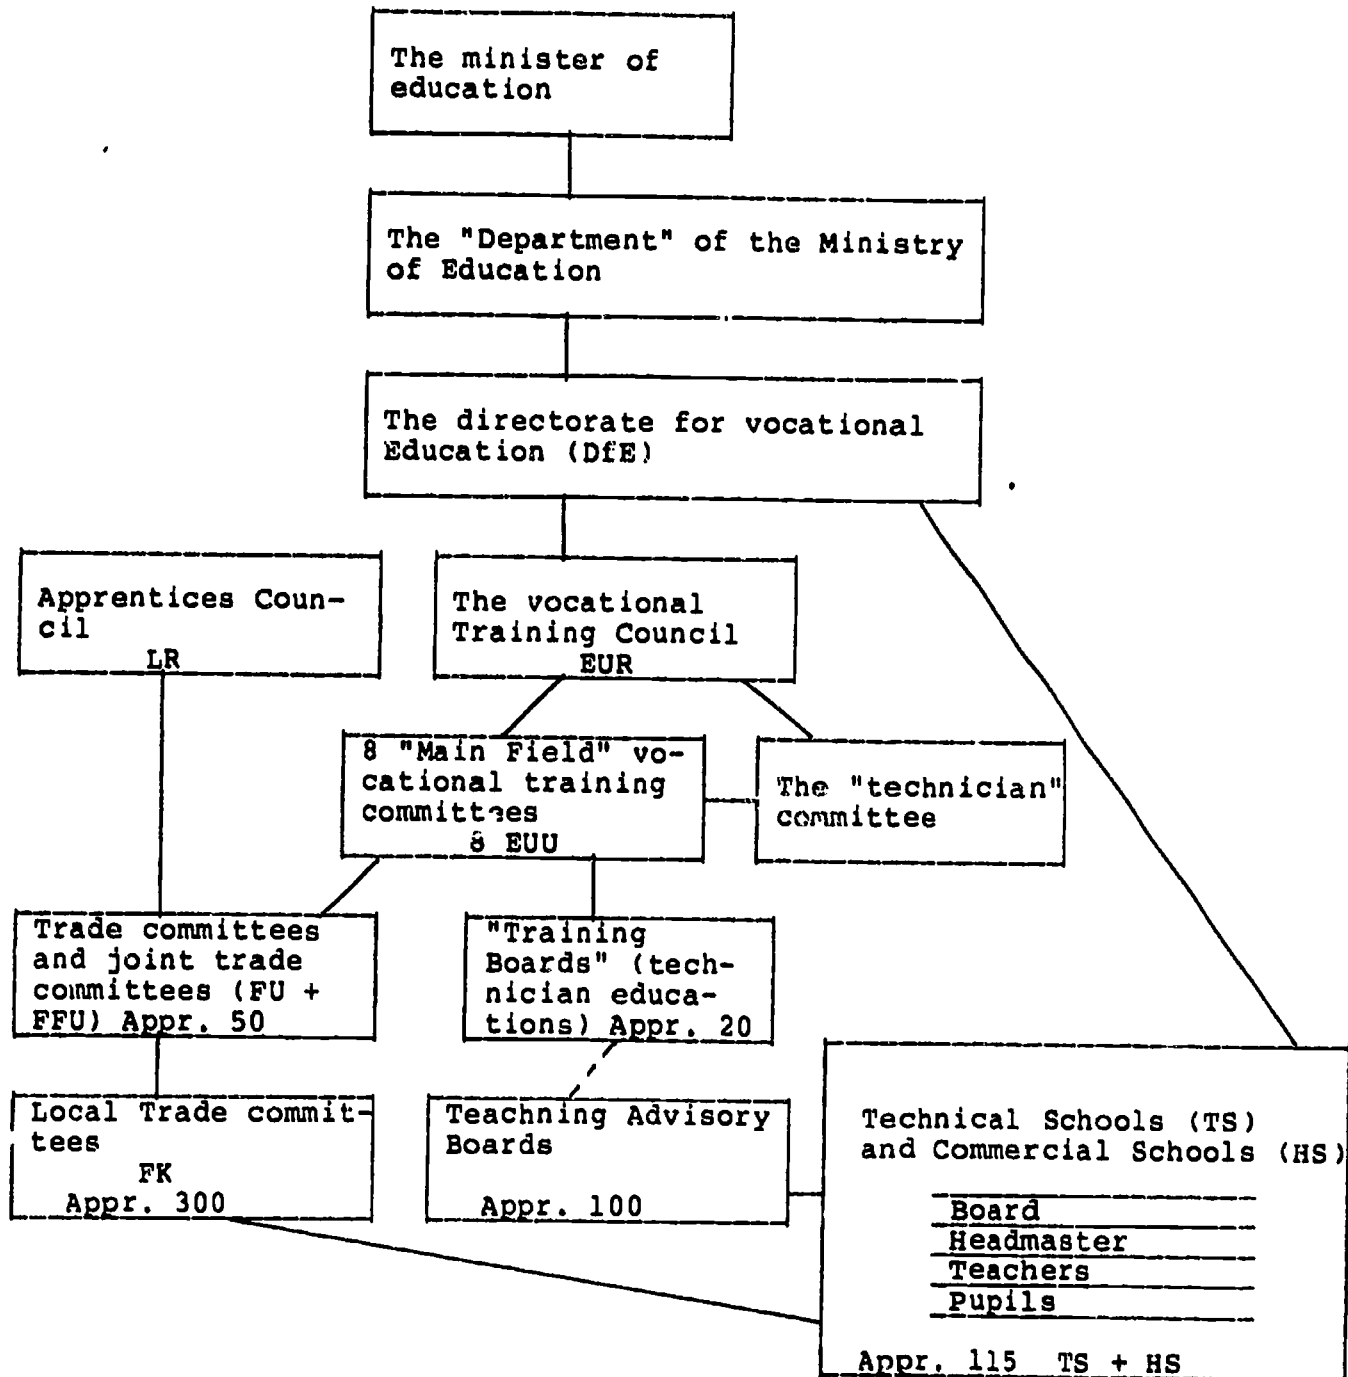 The minister of
education
The "Department" of the Ministry
of Education
The directorate for vocational
Education (DfE)
Apprentices Coun-
cil
LR
The vocational
Training Council
EUR
8 "Main Field" vo-
cational training
committees
8 EUU
The "technician"
committee
Trade committees
and joint trade
committees (FU +
FFU) Appr. 50
"Training
Boards" (tech-
nician educa-
tions) Appr. 20
Local Trade commit-
tees
FK
Appr. 300
Teachning Advisory
Boards
Appr. 100
Technical Schools (TS)
and Commercial Schools (HS)
Board
Headmaster
Teachers
Pupils
Appr. 115 TS + HS